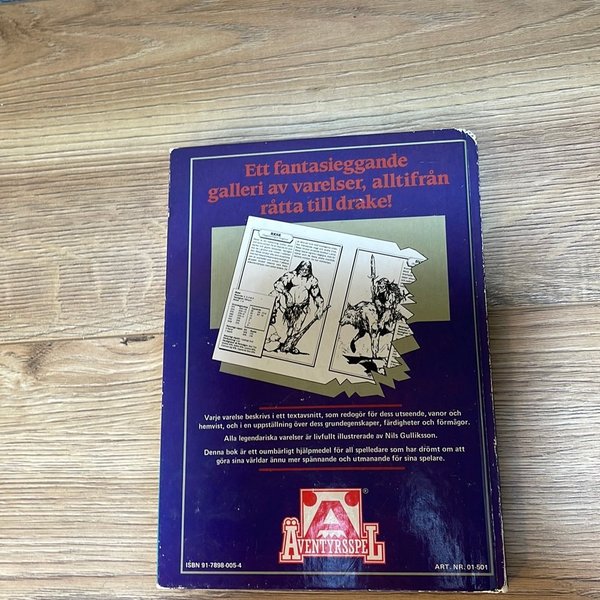 Ett fantasieggande
galleri av varelser, alltifrån
råtta till drake!
Varje varelse beskrivs i ett textavsnitt, som redogör för dess utseende, vanor och
hemvist, och i en uppställning över dess grundegenskaper, färdigheter och förmågor.
Alla legendariska varelser är livfullt illustrerade av Nils Gulliksson.
Denna bok är ett oumbärligt hjälpmedel för all spelledare som har drömt om att
göra sina världar ännu mer spännande och utmanande för sina spelare.
®
ÄVENTYRSSPEL
ISBN 91-7898-005-4
ART. NR. 01-501